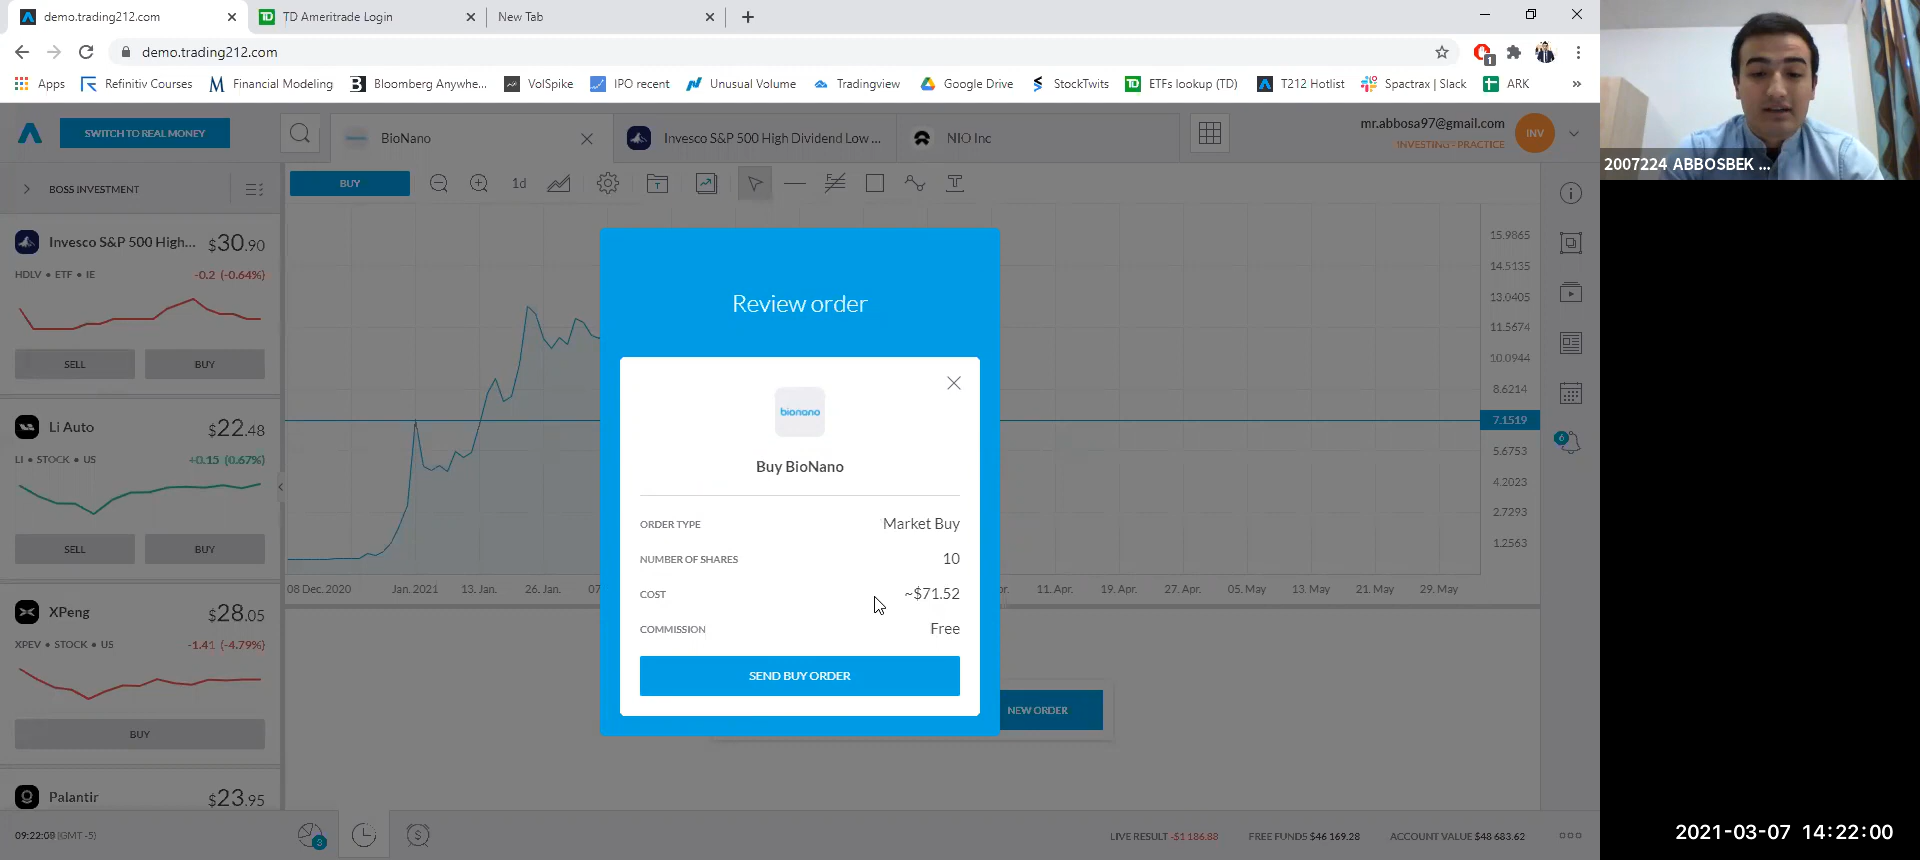 demo.trading212.com
TD Ameritrade Login
New Tab
demo.trading212.com
1
Apps
Refinitiv Courses
Financial Modeling
Bloomberg Anywhe...
VolSpike
IPO recent
Unusual Volume
Tradingview
Google Drive
StockTwits
ETFs lookup (TD)
T212 Hotlist
Spactrax | Slack
ARK
SWITCH TO REAL MONEY
BioNano
Invesco S&P 500 High Dividend Low ...
NIO Inc
mr.abbosa97@gmail.com
INVESTING - PRACTICE
INV
2007224 ABBOSBEK ...
BOSS INVESTMENT
BUY
1d
Invesco S&P 500 High... $30.90
HDLV • ETF • IE -0.2 (-0.64%)
SELL BUY
Li Auto $22.48
LI • STOCK • US +0.15 (0.67%)
SELL BUY
XPeng $28.05
XPEV • STOCK • US -1.41 (-4.79%)
BUY
Palantir $23.95
15.9865
14.5135
13.0405
11.5674
10.0944
8.6214
7.1519
5.6753
4.2023
2.7293
1.2563
6
08 Dec. 2020 Jan. 2021 13. Jan. 26. Jan. 07 pr. 11. Apr. 19. Apr. 27. Apr. 05. May 13. May 21. May 29. May
Review order
bionano
Buy BioNano
ORDER TYPE Market Buy
NUMBER OF SHARES 10
COST ~$71.52
COMMISSION Free
SEND BUY ORDER
NEW ORDER
09:22:08 (GMT -5)
3
LIVE RESULT -$1 186.88 FREE FUNDS $46 169.28 ACCOUNT VALUE $48 683.62
2021-03-07 14:22:00